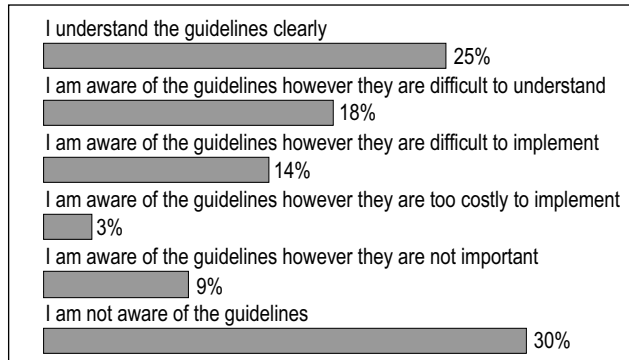 I understand the guidelines clearly
25%
I am aware of the guidelines however they are difficult to understand
18%
I am aware of the guidelines however they are difficult to implement
14%
I am aware of the guidelines however they are too costly to implement
3%
I am aware of the guidelines however they are not important
9%
I am not aware of the guidelines
30%